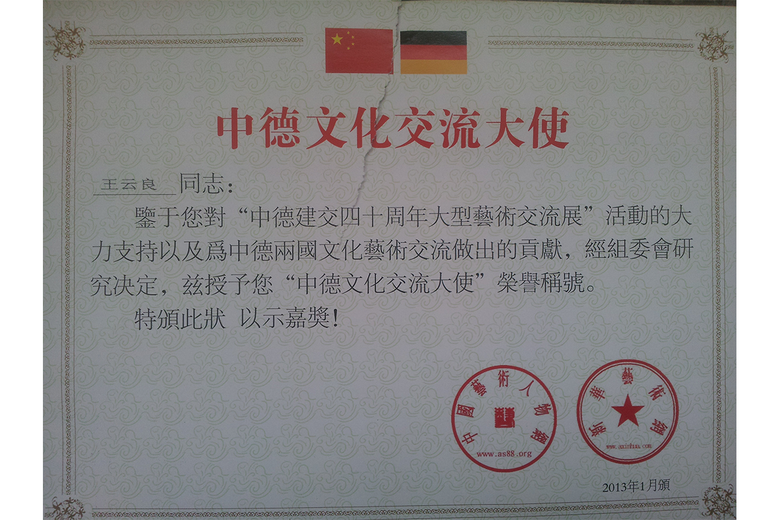 中德文化交流大使
王云良 同志：
鑒于您對“中德建交四十周年大型藝術交流展”活動的大
力支持以及爲中德兩國文化藝術交流做出的貢獻，經組委會研
究决定，兹授予您“中德文化交流大使”榮譽稱號。
特頒此狀 以示嘉獎！
中國藝術人物網
www.as88.org
新華藝術網
2013年1月頒